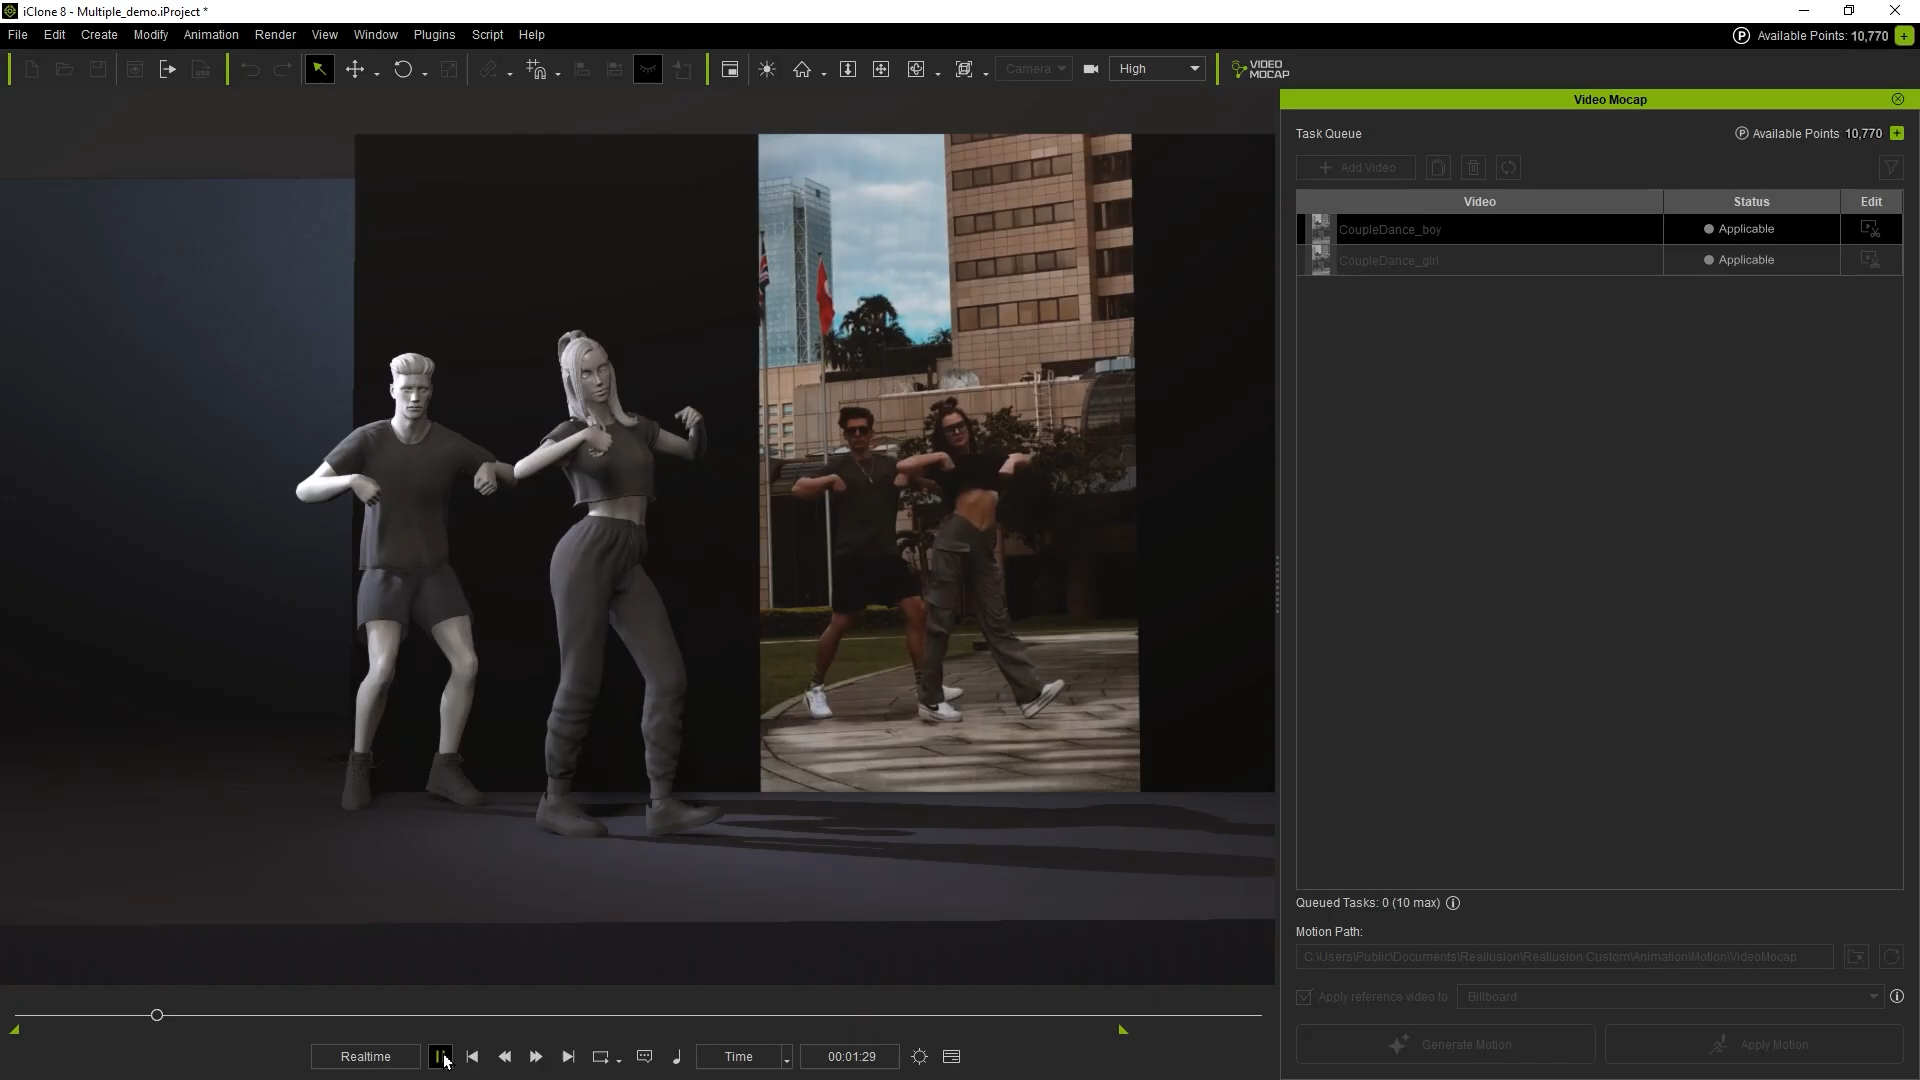 iClone 8 - Multiple_demo.iProject *
File Edit Create Modify Animation Render View Window Plugins Script Help
Available Points: 10,770
Camera
High
VIDEO MOCAP
Video Mocap
Task Queue
Available Points 10,770
Add Video
Video Status Edit
CoupleDance_boy Applicable
CoupleDance_girl Applicable
Queued Tasks: 0 (10 max)
Motion Path:
C:\Users\Public\Documents\Reallusion\Reallusion Custom\Animation\Motion\VideoMocap
Apply reference video to Billboard
Generate Motion Apply Motion
Realtime Time 00:01:29